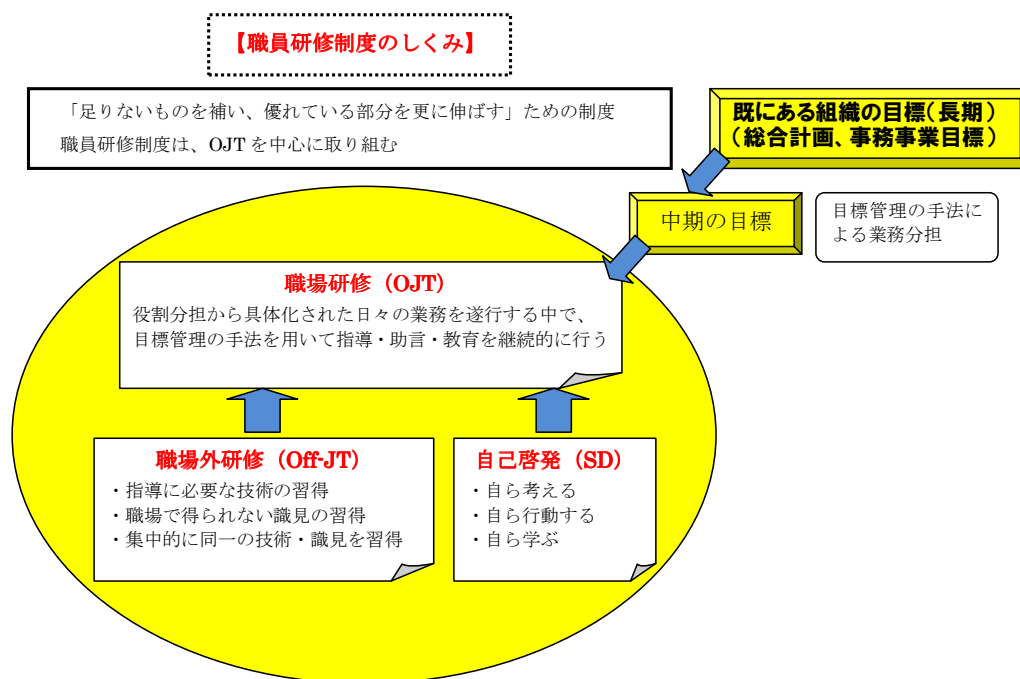 【職員研修制度のしくみ】
「足りないものを補い、優れている部分を更に伸ばす」ための制度
職員研修制度は、OJTを中心に取り組む
既にある組織の目標(長期)
(総合計画、事務事業目標)
中期の目標
目標管理の手法に
よる業務分担
職場研修(OJT)
役割分担から具体化された日々の業務を遂行する中で、
目標管理の手法を用いて指導・助言・教育を継続的に行う
職場外研修(Off-JT)
・指導に必要な技術の習得
・職場で得られない識見の習得
・集中的に同一の技術・識見を習得
自己啓発(SD)
・自ら考える
・自ら行動する
・自ら学ぶ